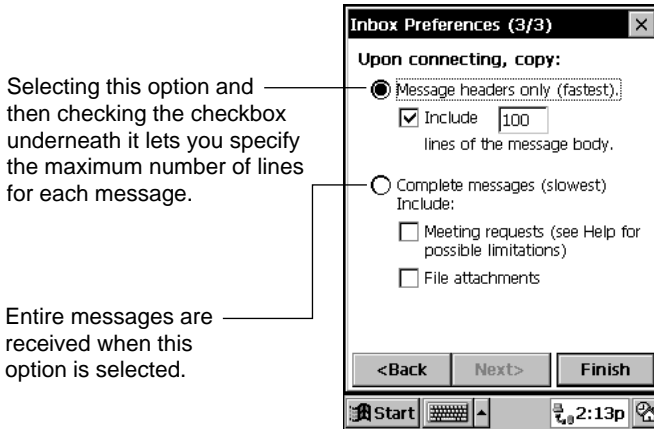 Inbox Preferences (3/3)
Upon connecting, copy:
Selecting this option and
then checking the checkbox
underneath it lets you specify
the maximum number of lines
for each message.
Message headers only (fastest).
Include 100
lines of the message body.
Complete messages (slowest)
Include:
Meeting requests (see Help for
possible limitations)
File attachments
Entire messages are
received when this
option is selected.
<Back Next> Finish
Start 2:13p